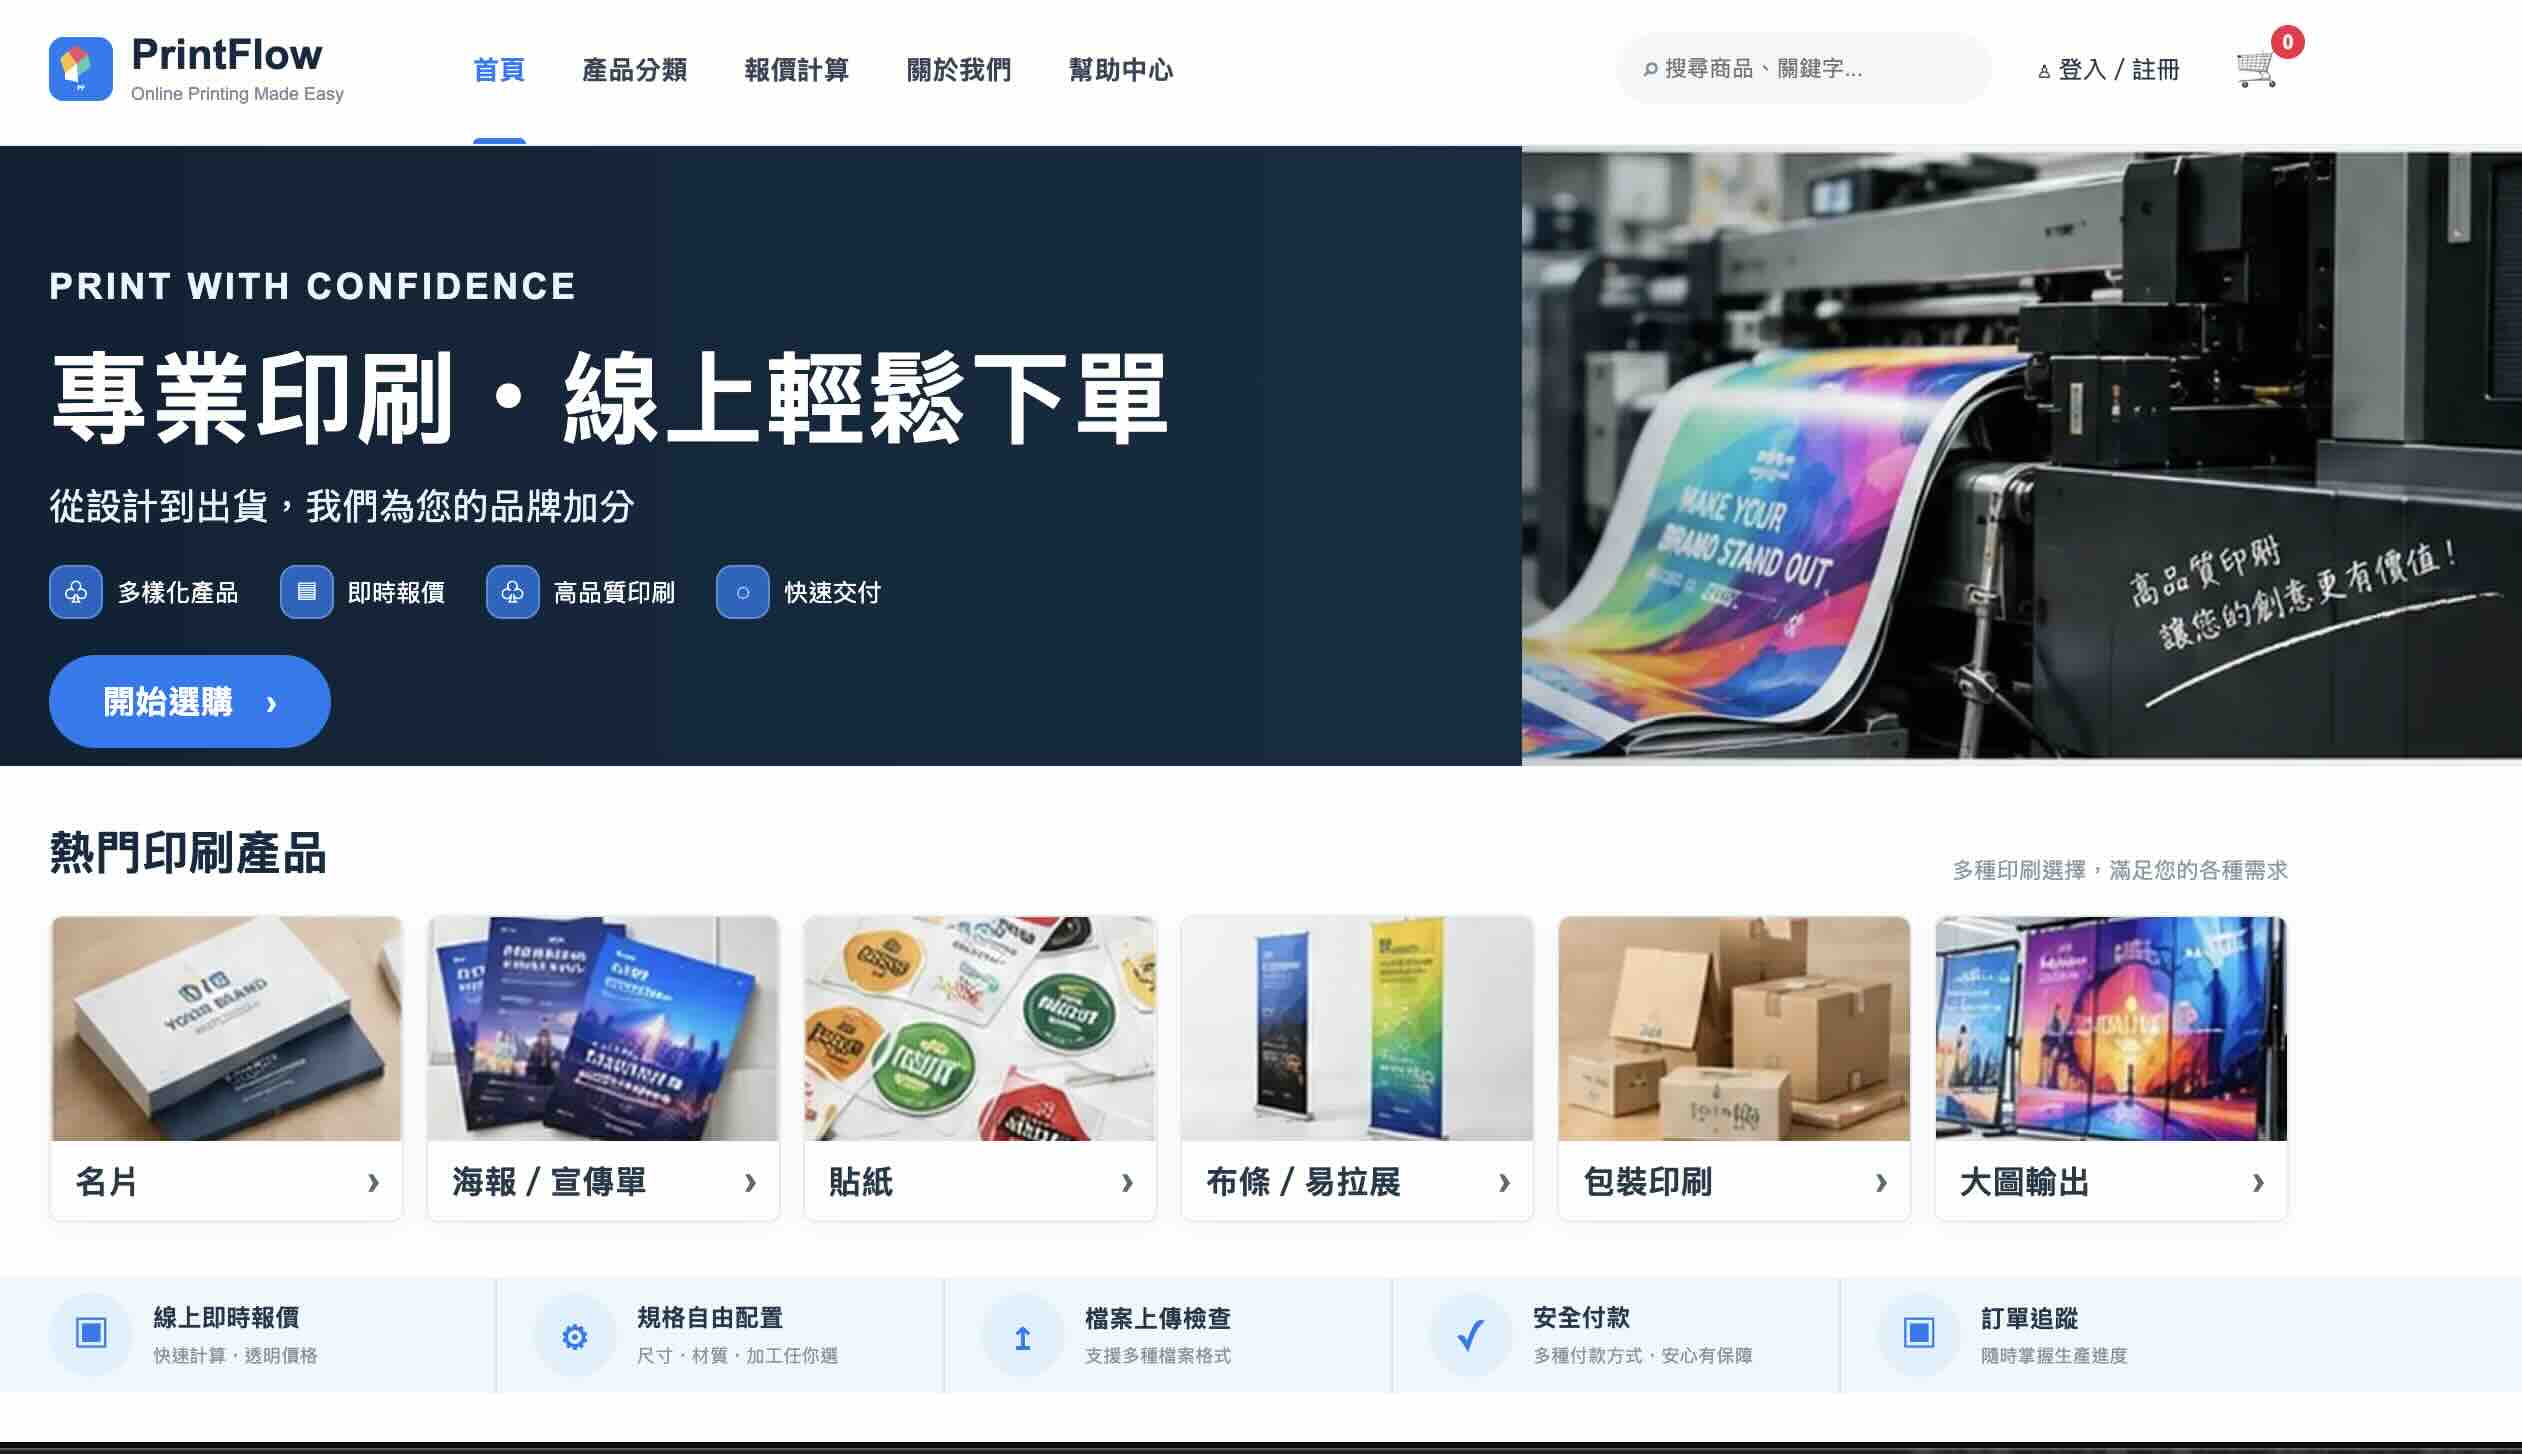 PrintFlow
Online Printing Made Easy
首頁
產品分類
報價計算
關於我們
幫助中心
搜尋商品、關鍵字...
登入 / 註冊
0
PRINT WITH CONFIDENCE
專業印刷・線上輕鬆下單
從設計到出貨，我們為您的品牌加分
多樣化產品
即時報價
高品質印刷
快速交付
開始選購 ›
MAKE YOUR
BRAND STAND OUT
高品質印刷
讓您的創意更有價值！
熱門印刷產品
多種印刷選擇，滿足您的各種需求
YOUR BRAND
名片 ›
海報 / 宣傳單 ›
貼紙 ›
布條 / 易拉展 ›
包裝印刷 ›
大圖輸出 ›
線上即時報價
快速計算・透明價格
規格自由配置
尺寸・材質・加工任你選
檔案上傳檢查
支援多種檔案格式
安全付款
多種付款方式・安心有保障
訂單追蹤
隨時掌握生產進度